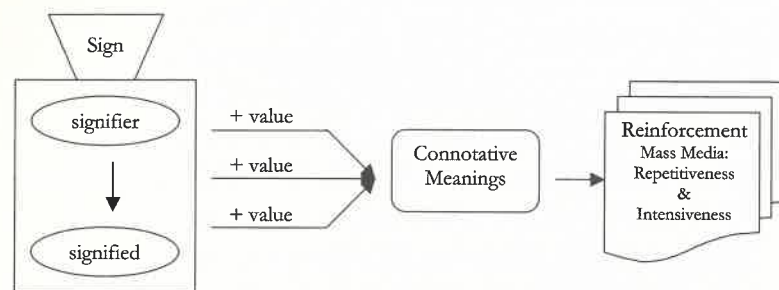 Sign
signifier
signified
+ value
+ value
+ value
Connotative
Meanings
Reinforcement
Mass Media:
Repetitiveness
&
Intensiveness